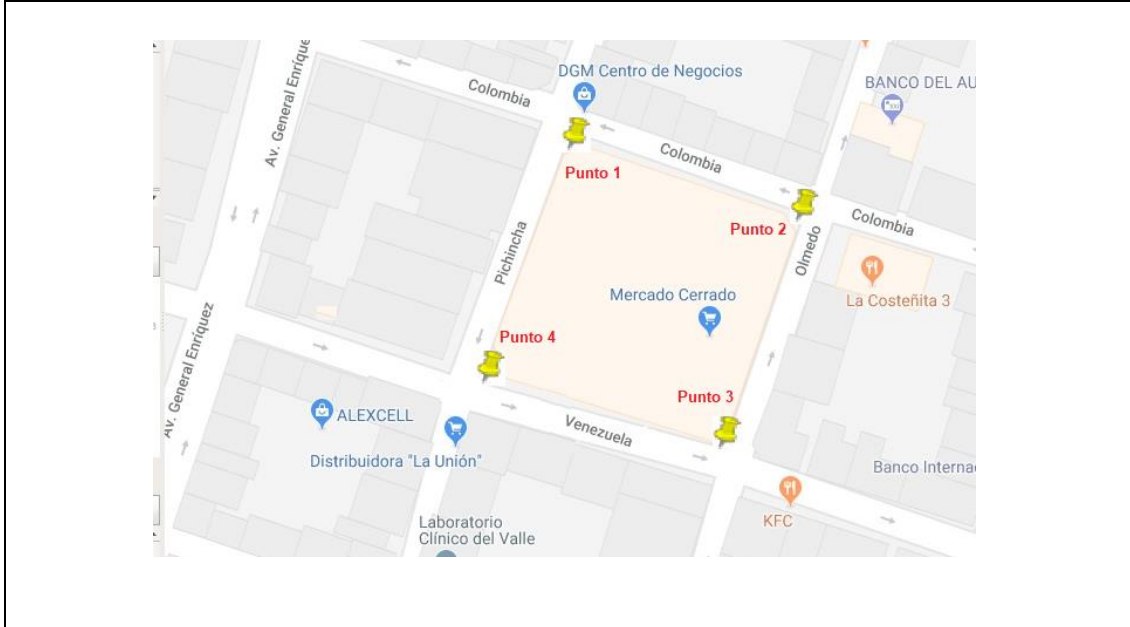 Av. General Enríquez
DGM Centro de Negocios
Colombia
BANCO DEL AU
Colombia
Punto 1
Punto 2
Colombia
Pichincha
Olmedo
Mercado Cerrado
La Costeñita 3
Av. General Enríquez
Punto 4
Punto 3
ALEXCELL
Venezuela
Distribuidora "La Unión"
Banco Interna
KFC
Laboratorio
Clínico del Valle